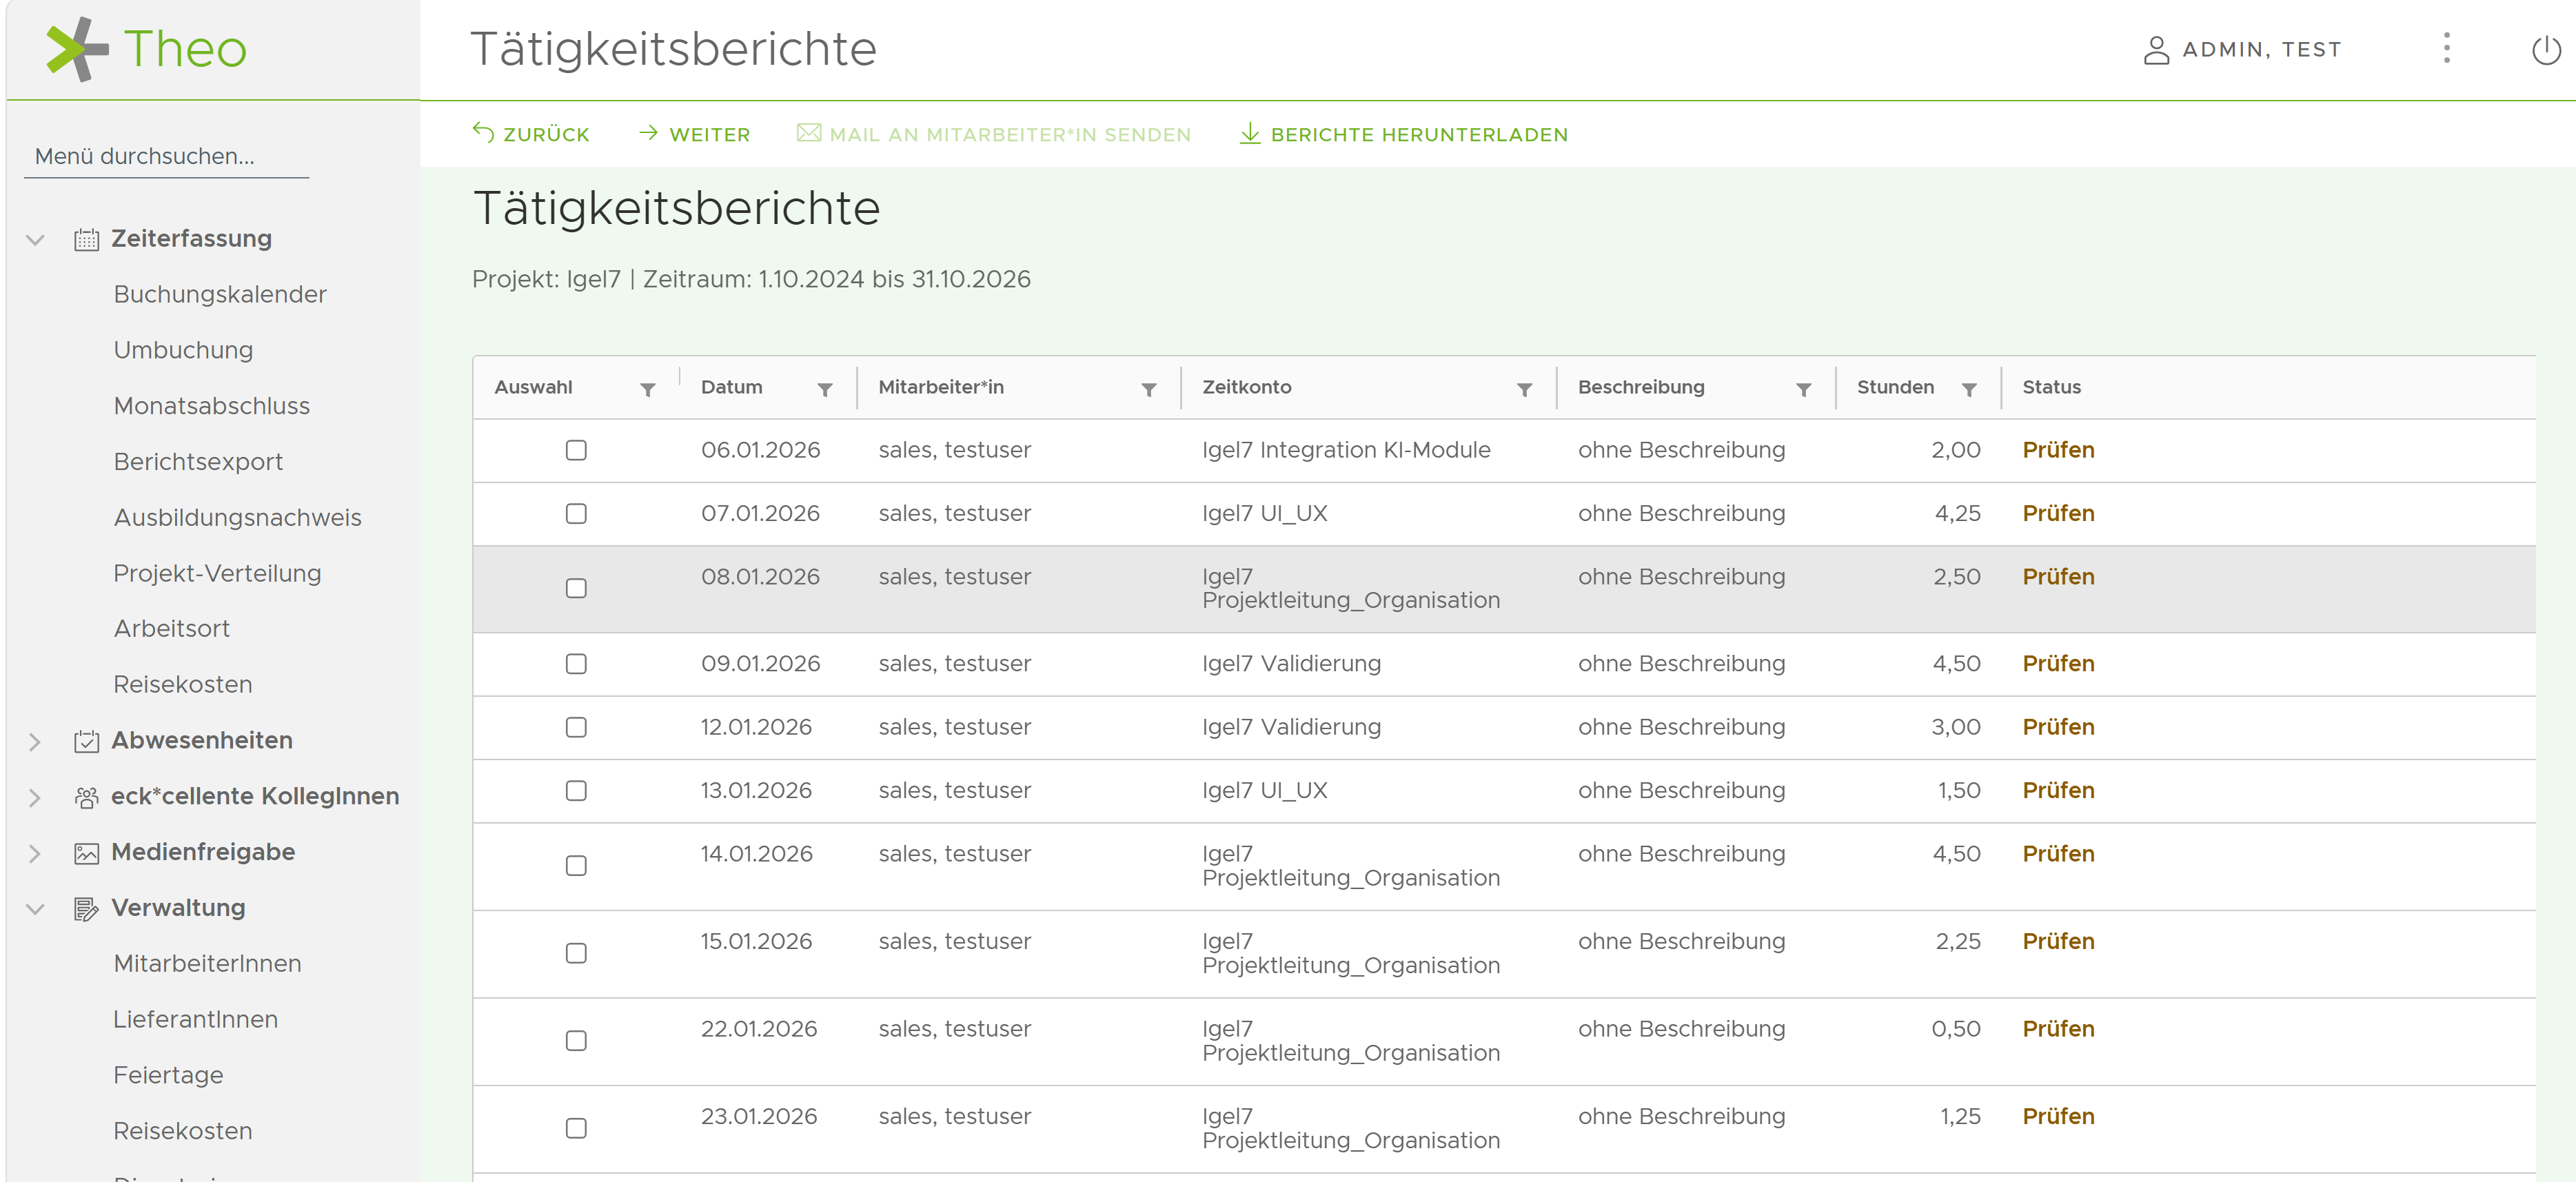 Theo
Tätigkeitsberichte
ADMIN, TEST
ZURÜCK
WEITER
MAIL AN MITARBEITER*IN SENDEN
BERICHTE HERUNTERLADEN
Menü durchsuchen...
Zeiterfassung
Buchungskalender
Umbuchung
Monatsabschluss
Berichtsexport
Ausbildungsnachweis
Projekt-Verteilung
Arbeitsort
Reisekosten
Abwesenheiten
eck*cellente KollegInnen
Medienfreigabe
Verwaltung
MitarbeiterInnen
LieferantInnen
Feiertage
Reisekosten
Tätigkeitsberichte
Projekt: Igel7 | Zeitraum: 1.10.2024 bis 31.10.2026
Auswahl Datum Mitarbeiter*in Zeitkonto Beschreibung Stunden Status
06.01.2026 sales, testuser Igel7 Integration KI-Module ohne Beschreibung 2,00 Prüfen
07.01.2026 sales, testuser Igel7 UI_UX ohne Beschreibung 4,25 Prüfen
08.01.2026 sales, testuser Igel7 ohne Beschreibung 2,50 Prüfen
Projektleitung_Organisation
09.01.2026 sales, testuser Igel7 Validierung ohne Beschreibung 4,50 Prüfen
12.01.2026 sales, testuser Igel7 Validierung ohne Beschreibung 3,00 Prüfen
13.01.2026 sales, testuser Igel7 UI_UX ohne Beschreibung 1,50 Prüfen
14.01.2026 sales, testuser Igel7 ohne Beschreibung 4,50 Prüfen
Projektleitung_Organisation
15.01.2026 sales, testuser Igel7 ohne Beschreibung 2,25 Prüfen
Projektleitung_Organisation
22.01.2026 sales, testuser Igel7 ohne Beschreibung 0,50 Prüfen
Projektleitung_Organisation
23.01.2026 sales, testuser Igel7 ohne Beschreibung 1,25 Prüfen
Projektleitung_Organisation